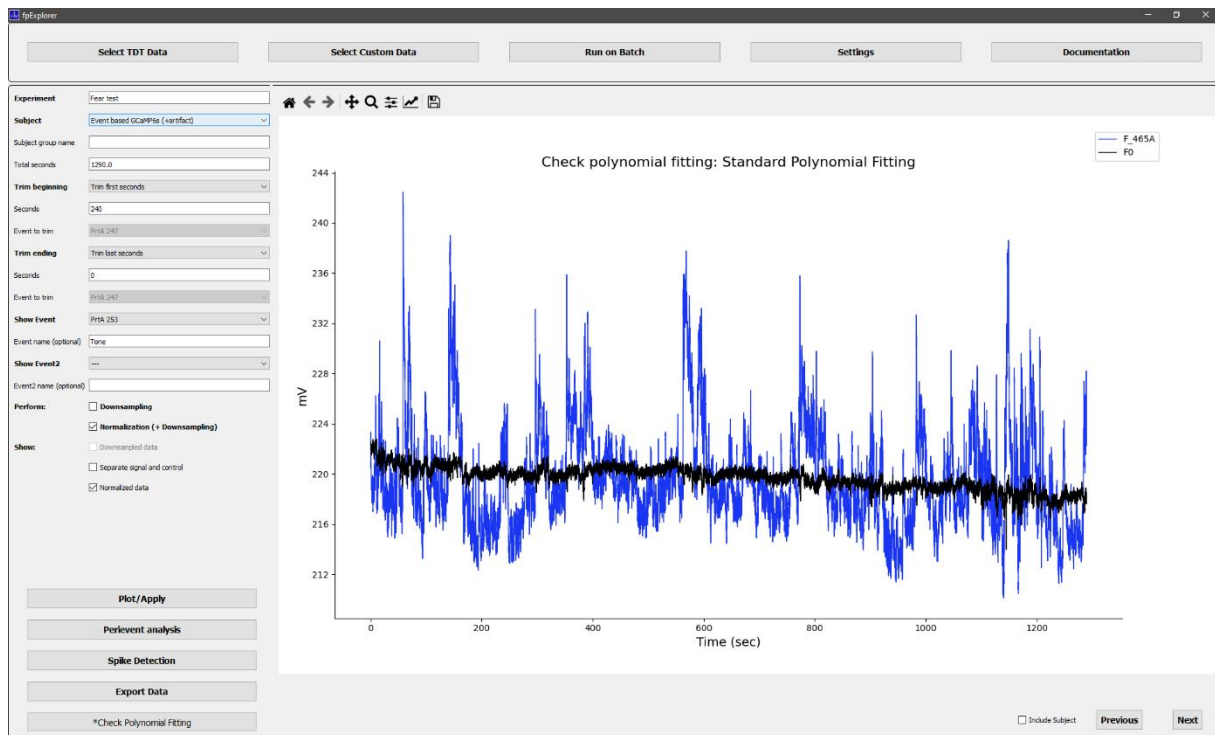 fpExplorer
Select TDT Data
Select Custom Data
Run on Batch
Settings
Documentation
Experiment
Fear test
Subject
Event based GCaMP6s (+artifact)
Subject group name
Total seconds
1290.0
Trim beginning
Trim first seconds
Seconds
240
Event to trim
PrtA 247
Trim ending
Trim last seconds
Seconds
0
Event to trim
PrtA 247
Show Event
PrtA 253
Event name (optional)
Tone
Show Event2
---
Event2 name (optional)
Perform:
Downsampling
Normalization (+ Downsampling)
Show:
Downsampled data
Separate signal and control
Normalized data
Plot/Apply
Perievent analysis
Spike Detection
Export Data
*Check Polynomial Fitting
Check polynomial fitting: Standard Polynomial Fitting
F_465A
F0
mV
244
240
236
232
228
224
220
216
212
0
200
400
600
800
1000
1200
Time (sec)
Include Subject
Previous
Next